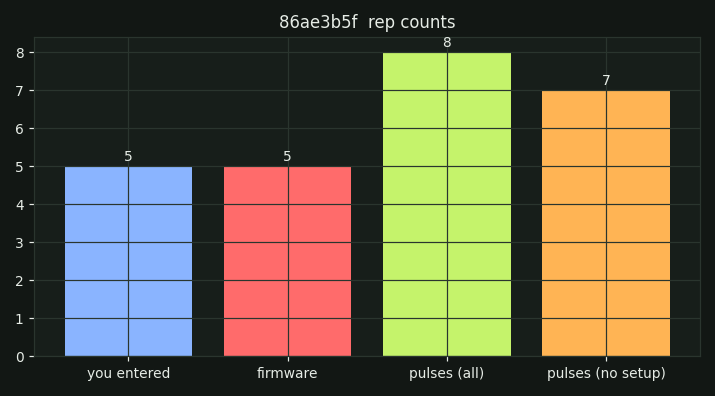 86ae3b5f  rep counts
8
7
6
5
4
3
2
1
0
5
5
8
7
you entered
firmware
pulses (all)
pulses (no setup)